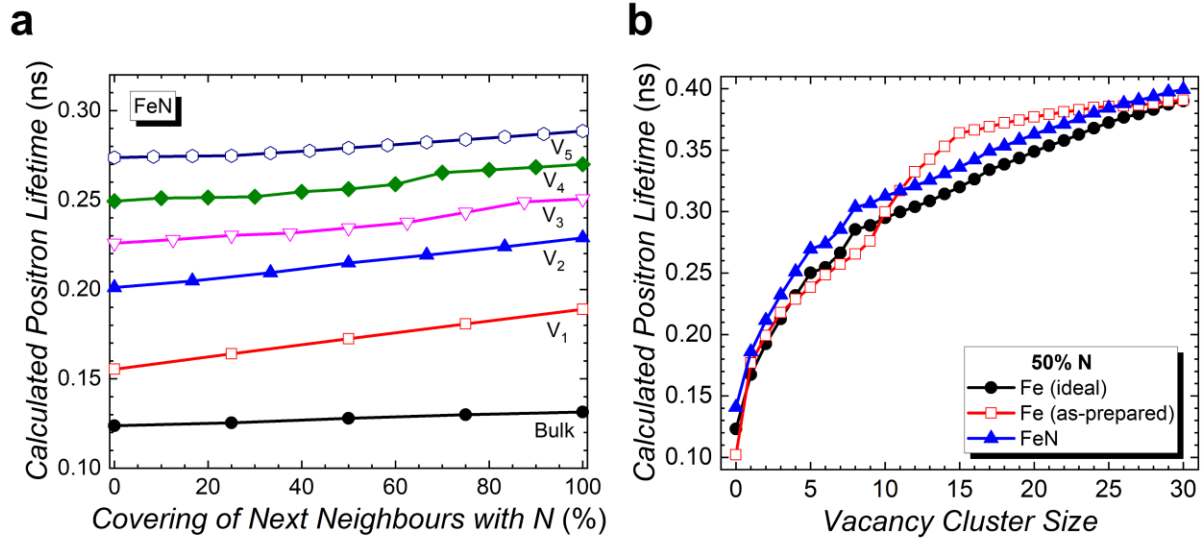 a
Calculated Positron Lifetime (ns)
0.30
0.25
0.20
0.15
0.10
FeN
V5
V4
V3
V2
V1
Bulk
0 20 40 60 80 100
Covering of Next Neighbours with N (%)
b
Calculated Positron Lifetime (ns)
0.40
0.35
0.30
0.25
0.20
0.15
0.10
50% N
Fe (ideal)
Fe (as-prepared)
FeN
0 5 10 15 20 25 30
Vacancy Cluster Size